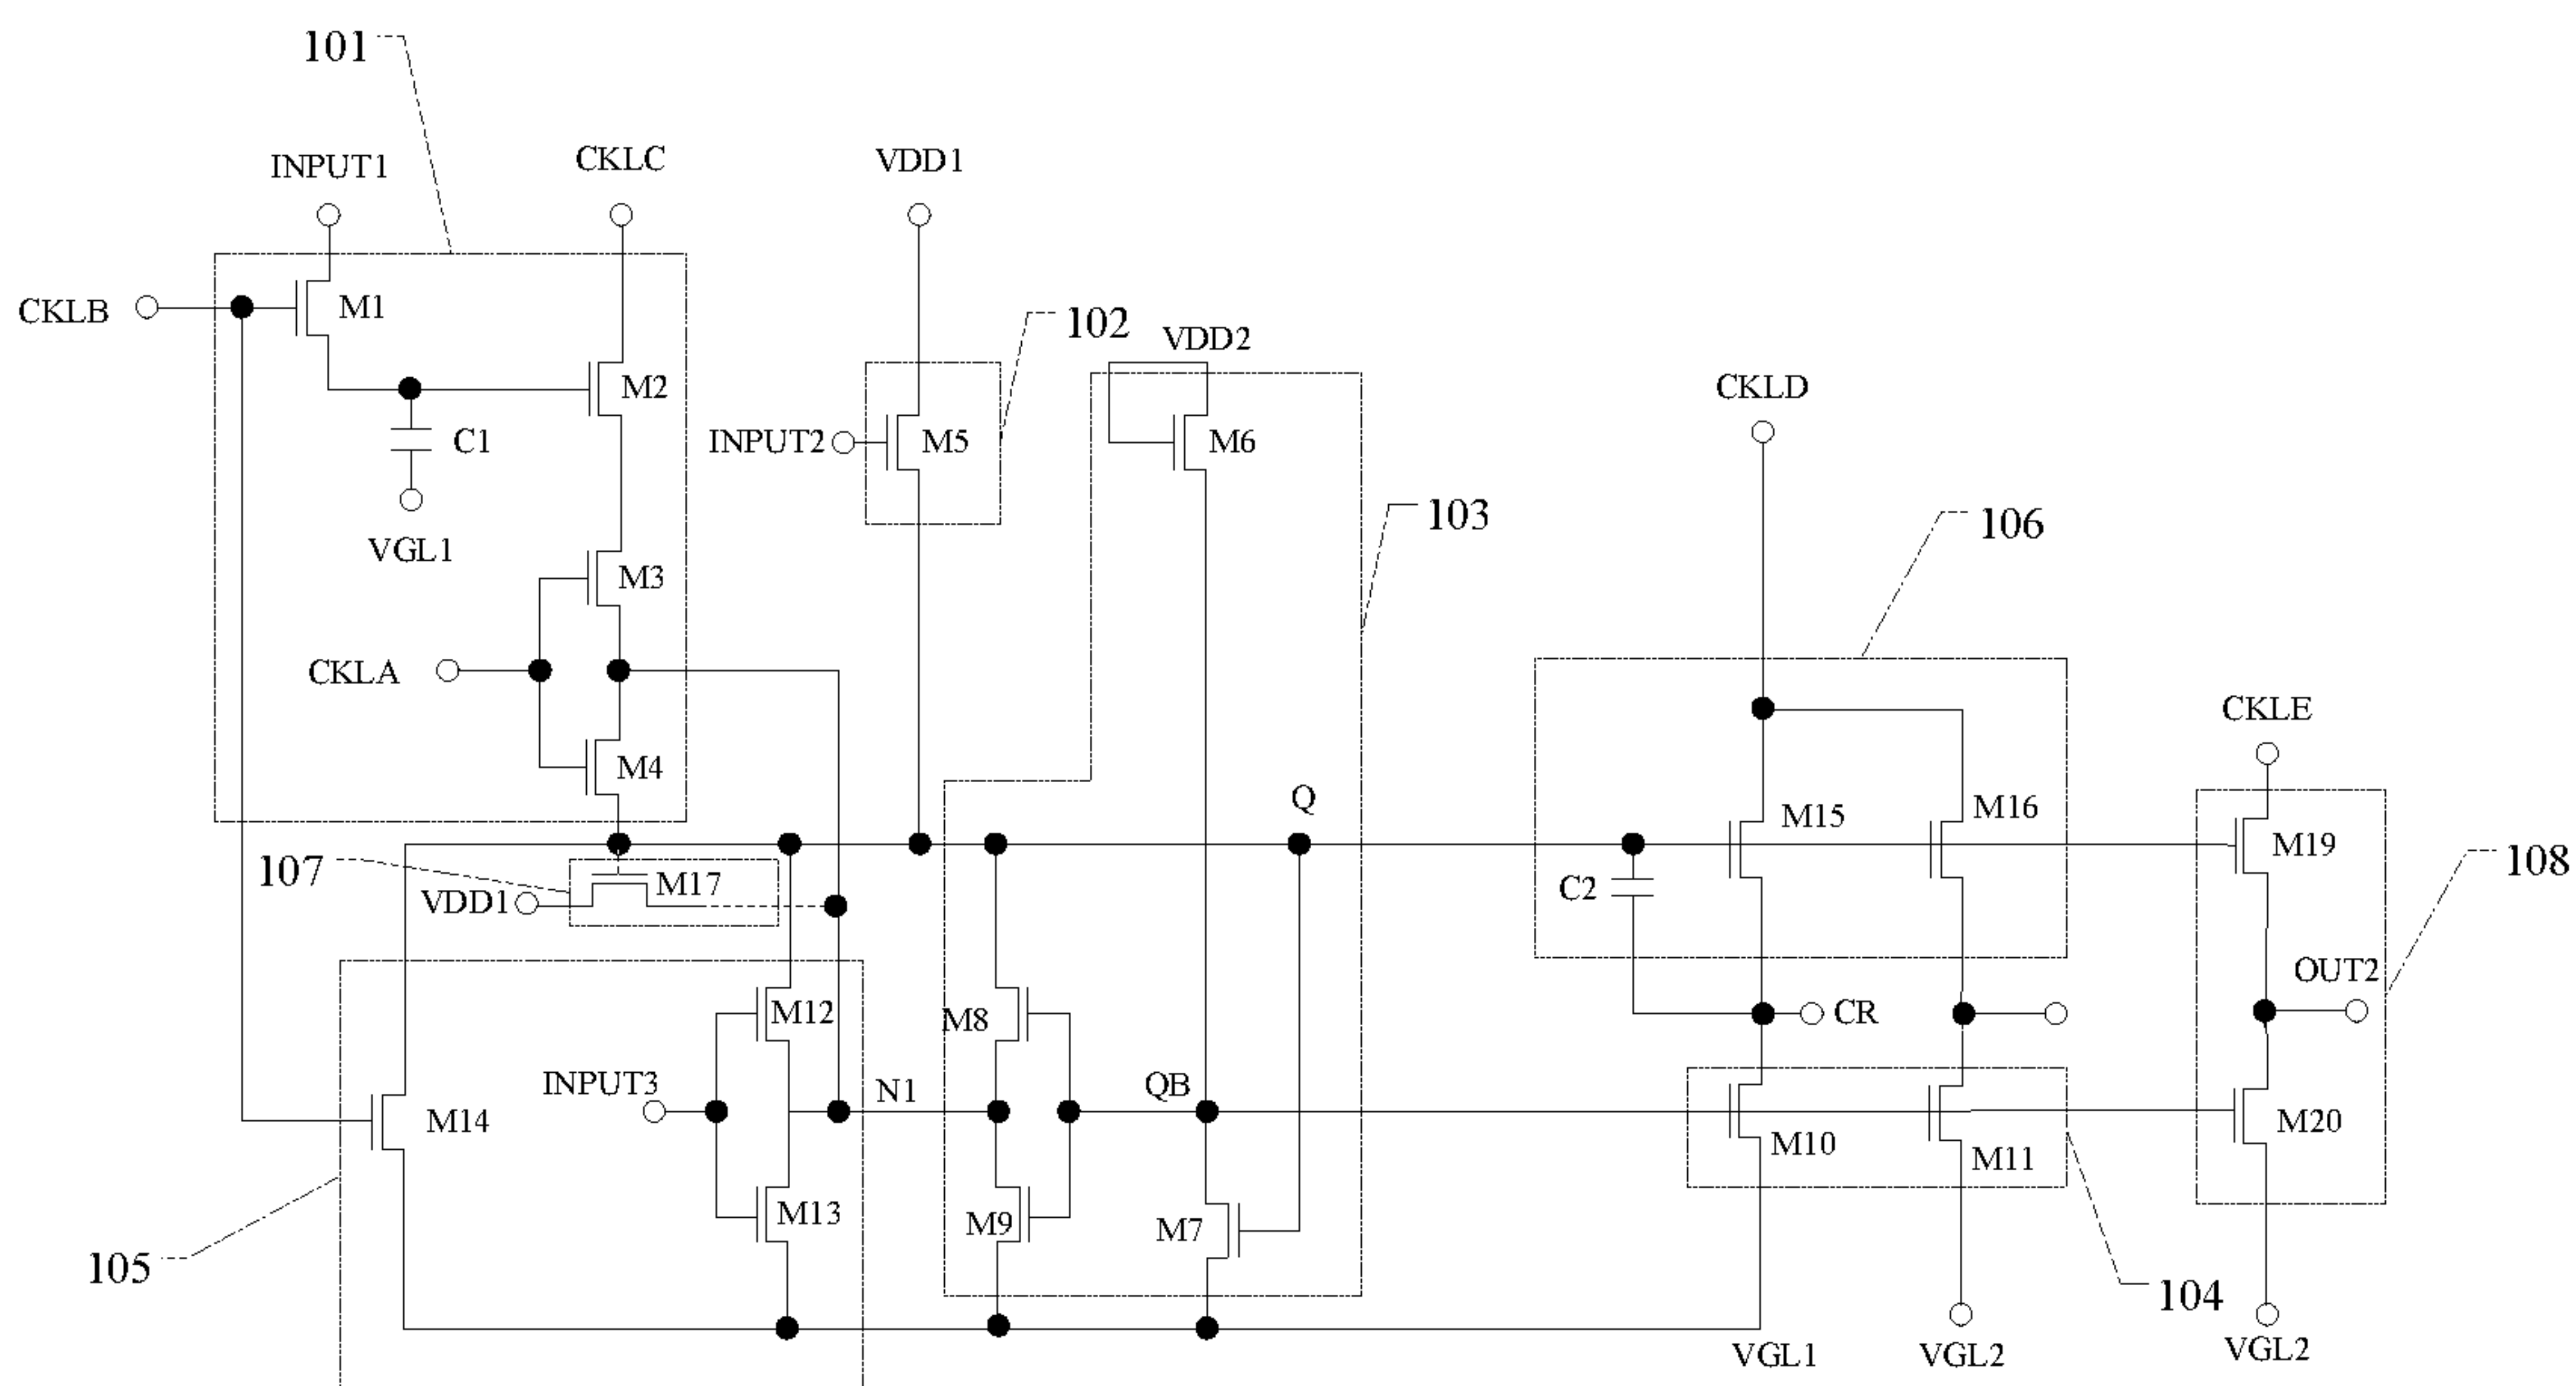 101
INPUT1
CKLC
VDD1
CKLB
M1
102
VDD2
M2
CKLD
C1
INPUT2
M5
M6
VGL1
103
106
M3
CKLA
CKLE
M4
Q
M15
M16
M19
107
M17
VDD1
C2
108
OUT2
M12
M8
CR
INPUT3
N1
QB
M14
M20
M10
M11
M13
M9
M7
105
104
VGL1
VGL2
VGL2